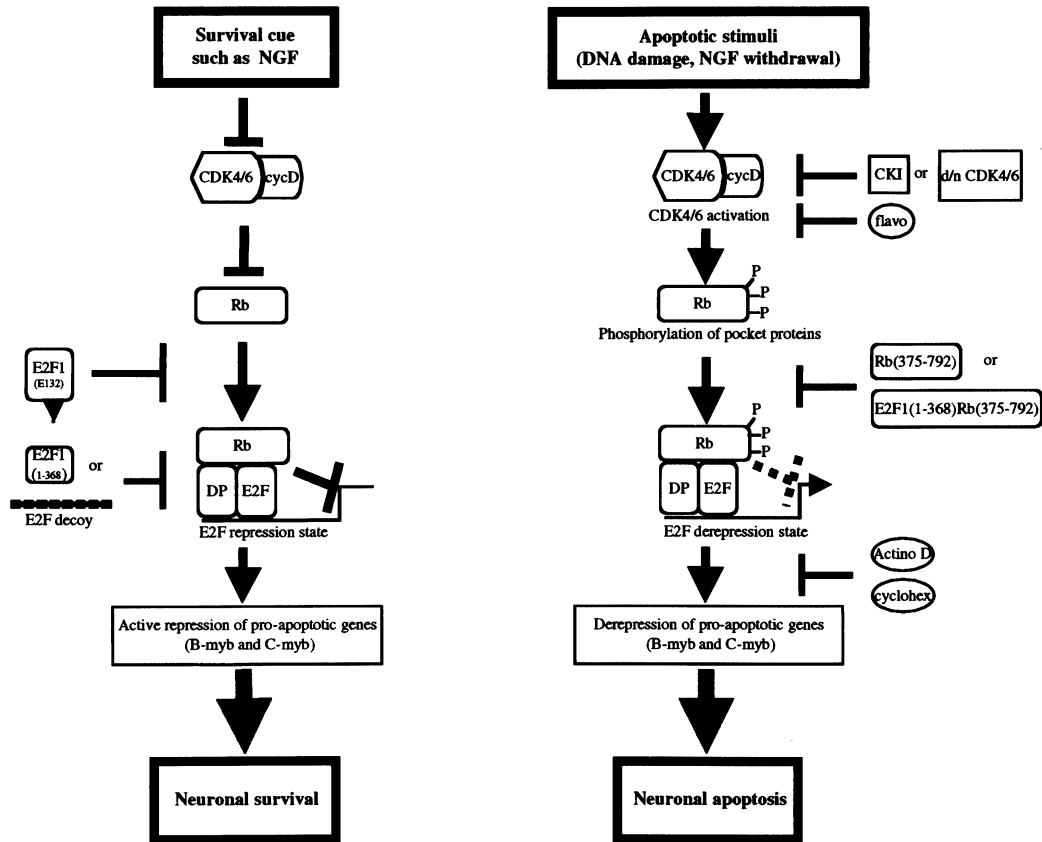 Survival cue
such as NGF
CDK4/6
cycD
Rb
E2F1
(E132)
E2F1
(1-368)
or
E2F decoy
Rb
DP
E2F
E2F repression state
Active repression of pro-apoptotic genes
(B-myb and C-myb)
Neuronal survival
Apoptotic stimuli
(DNA damage, NGF withdrawal)
CDK4/6
cycD
CDK4/6 activation
CKI or d/n CDK4/6
flavo
P
Rb
P
P
Phosphorylation of pocket proteins
Rb(375-792) or
E2F1(1-368)Rb(375-792)
P
Rb
P
P
DP
E2F
E2F derepression state
Actino D
cyclohex
Derepression of pro-apoptotic genes
(B-myb and C-myb)
Neuronal apoptosis